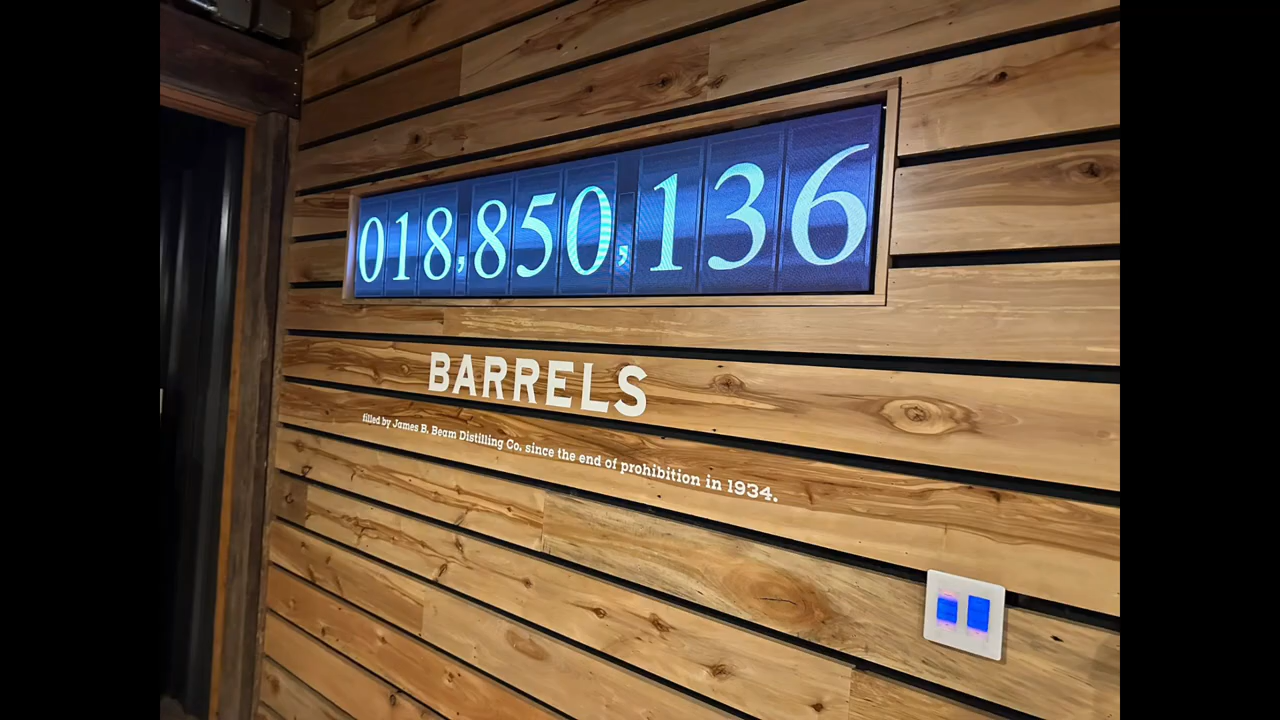 018,850,136
BARRELS
filled by James B. Beam Distilling Co. since the end of prohibition in 1934.